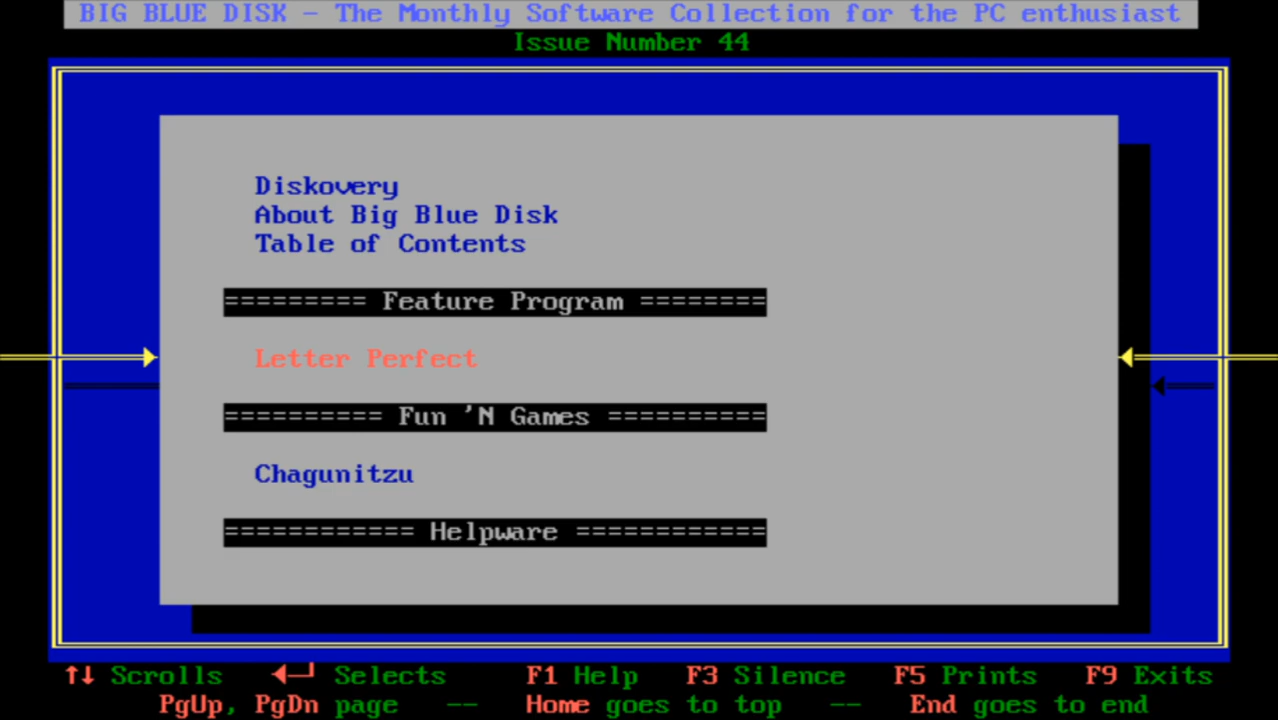 BIG BLUE DISK - The Monthly Software Collection for the PC enthusiast
Issue Number 44
Diskovery
About Big Blue Disk
Table of Contents
========= Feature Program ========
Letter Perfect
========== Fun 'N Games ==========
Chagunitzu
============ Helpware ============
↑↓ Scrolls ◄─┘ Selects F1 Help F3 Silence F5 Prints F9 Exits
PgUp, PgDn page -- Home goes to top -- End goes to end